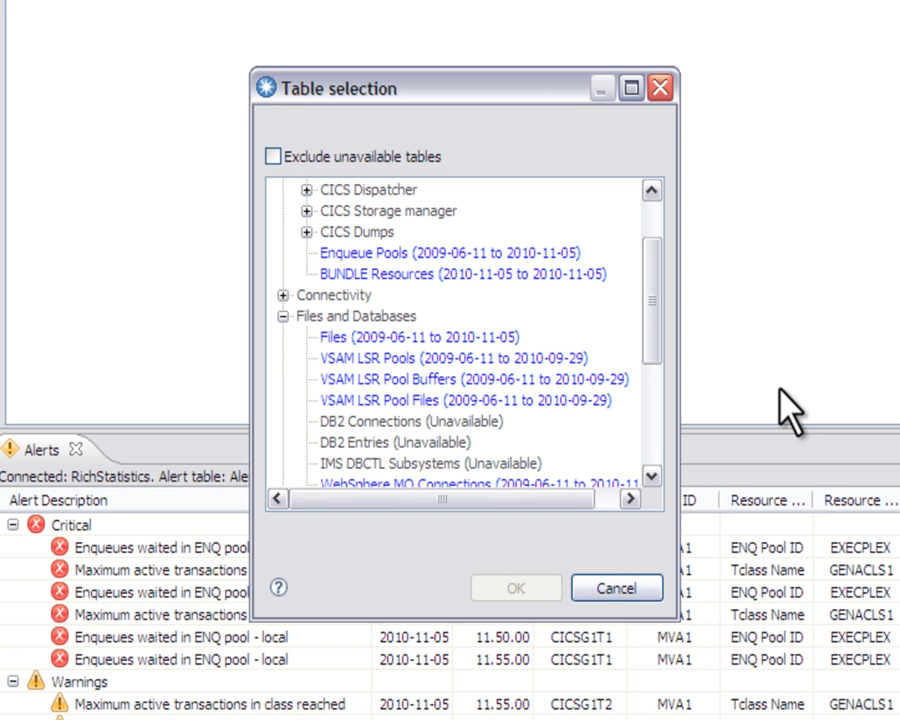 Table selection
Exclude unavailable tables
CICS Dispatcher
CICS Storage manager
CICS Dumps
Enqueue Pools (2009-06-11 to 2010-11-05)
BUNDLE Resources (2010-11-05 to 2010-11-05)
Connectivity
Files and Databases
Files (2009-06-11 to 2010-11-05)
VSAM LSR Pools (2009-06-11 to 2010-09-29)
VSAM LSR Pool Buffers (2009-06-11 to 2010-09-29)
VSAM LSR Pool Files (2009-06-11 to 2010-09-29)
DB2 Connections (Unavailable)
DB2 Entries (Unavailable)
IMS DBCTL Subsystems (Unavailable)
WebSphere MQ Connections (2009-06-11 to 2010-11
OK Cancel
Alerts
Connected: RichStatistics. Alert table: Ale
Alert Description ID Resource ... Resource ...
Critical
Enqueues waited in ENQ pool A1 ENQ Pool ID EXECPLEX
Maximum active transactions A1 Tclass Name GENACLS1
Enqueues waited in ENQ pool A1 ENQ Pool ID EXECPLEX
Maximum active transactions A1 Tclass Name GENACLS1
Enqueues waited in ENQ pool - local 2010-11-05 11.50.00 CICSG1T1 MVA1 ENQ Pool ID EXECPLEX
Enqueues waited in ENQ pool - local 2010-11-05 11.55.00 CICSG1T1 MVA1 ENQ Pool ID EXECPLEX
Warnings
Maximum active transactions in class reached 2010-11-05 11.55.00 CICSG1T2 MVA1 Tclass Name GENACLS1